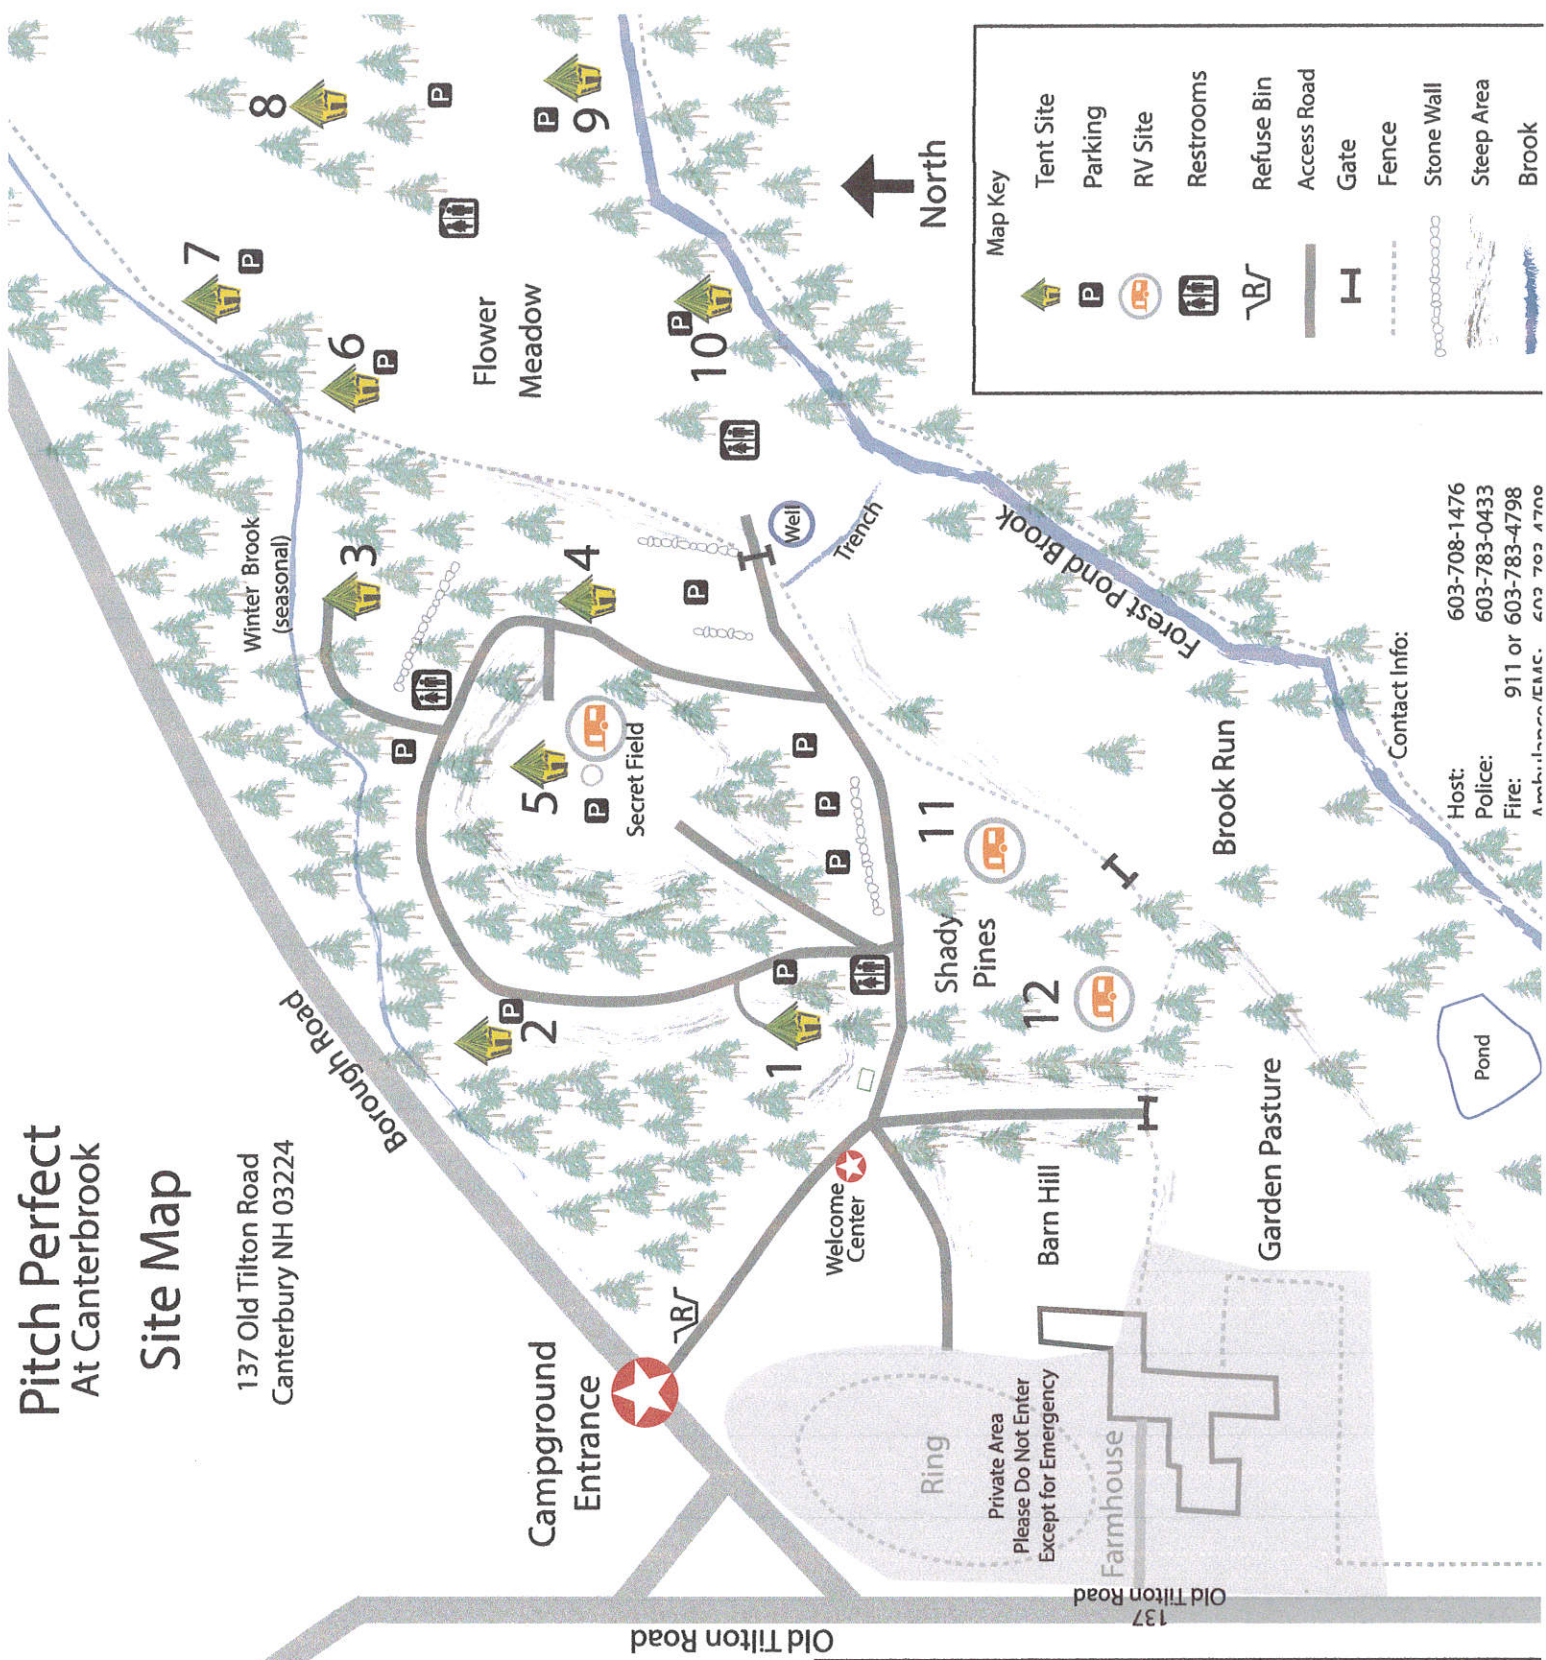 Pitch Perfect
At Canterbrook
Site Map
137 Old Tilton Road
Canterbury NH 03224
Borough Road
Winter Brook
(seasonal)
8
7
6
3
2
9
Flower
Meadow
4
5
Secret Field
10
Campground
Entrance
R
1
Well
Trench
Welcome
Center
North
11
Shady
Pines
12
Forest Pond Brook
Ring
Private Area
Please Do Not Enter
Except for Emergency
Farmhouse
Barn Hill
Brook Run
Garden Pasture
Pond
Old Tilton Road
137
Old Tilton Road
Map Key
Tent Site
P Parking
RV Site
Restrooms
R Refuse Bin
Access Road
Gate
Fence
Stone Wall
Steep Area
Brook
Contact Info:
Host: 603-708-1476
Police: 603-783-0433
Fire: 911 or 603-783-4798
P
P
P
P
P
P
P
P
P
P
P
P
P
P